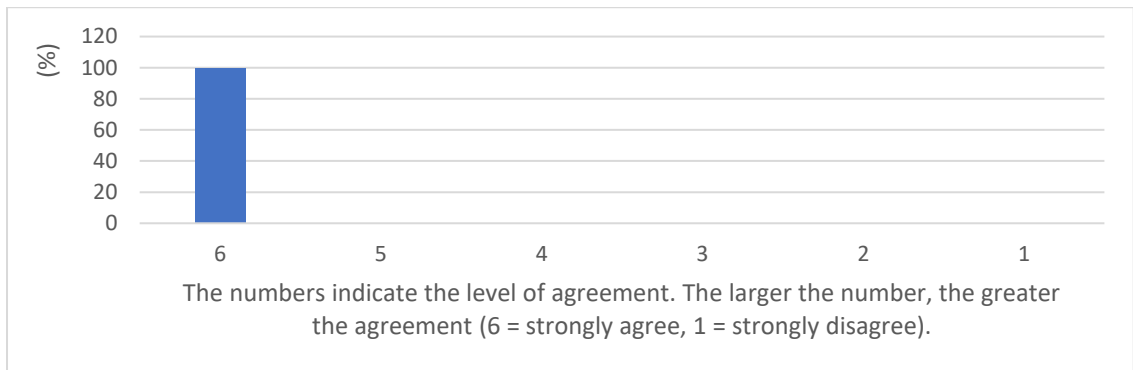 (%)
120
100
80
60
40
20
0
6 5 4 3 2 1
The numbers indicate the level of agreement. The larger the number, the greater
the agreement (6 = strongly agree, 1 = strongly disagree).